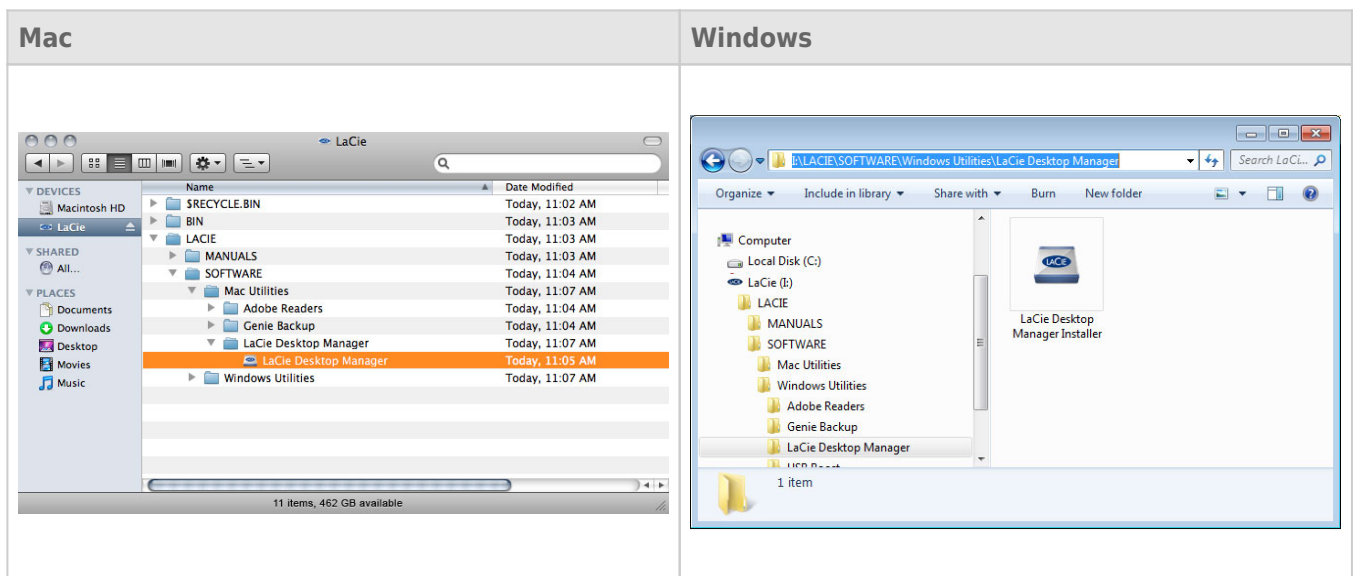 Mac
Windows
LaCie
DEVICES
Macintosh HD
LaCie
SHARED
All...
PLACES
Documents
Downloads
Desktop
Movies
Music
Name Date Modified
$RECYCLE.BIN Today, 11:02 AM
BIN Today, 11:03 AM
LACIE Today, 11:03 AM
MANUALS Today, 11:03 AM
SOFTWARE Today, 11:04 AM
Mac Utilities Today, 11:07 AM
Adobe Readers Today, 11:04 AM
Genie Backup Today, 11:04 AM
LaCie Desktop Manager Today, 11:07 AM
LaCie Desktop Manager Today, 11:05 AM
Windows Utilities Today, 11:07 AM
11 items, 462 GB available
I:\LACIE\SOFTWARE\Windows Utilities\LaCie Desktop Manager
Search LaCi...
Organize Include in library Share with Burn New folder
Computer
Local Disk (C:)
LaCie (I:)
LACIE
MANUALS
SOFTWARE
Mac Utilities
Windows Utilities
Adobe Readers
Genie Backup
LaCie Desktop Manager
LACIE
LaCie Desktop
Manager Installer
1 item